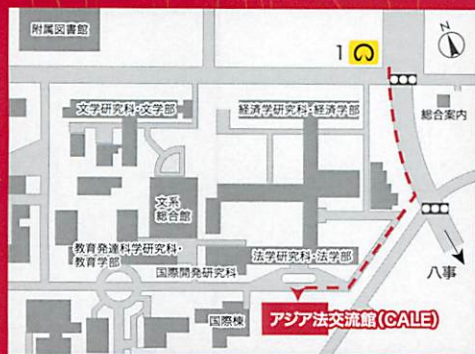 附属図書館
N
1
総合案内
文学研究科・文学部
経済学研究科・経済学部
文系
総合館
教育発達科学研究科・
教育学部
法学研究科・法学部
国際開発研究科
八事
国際棟
アジア法交流館(CALE)